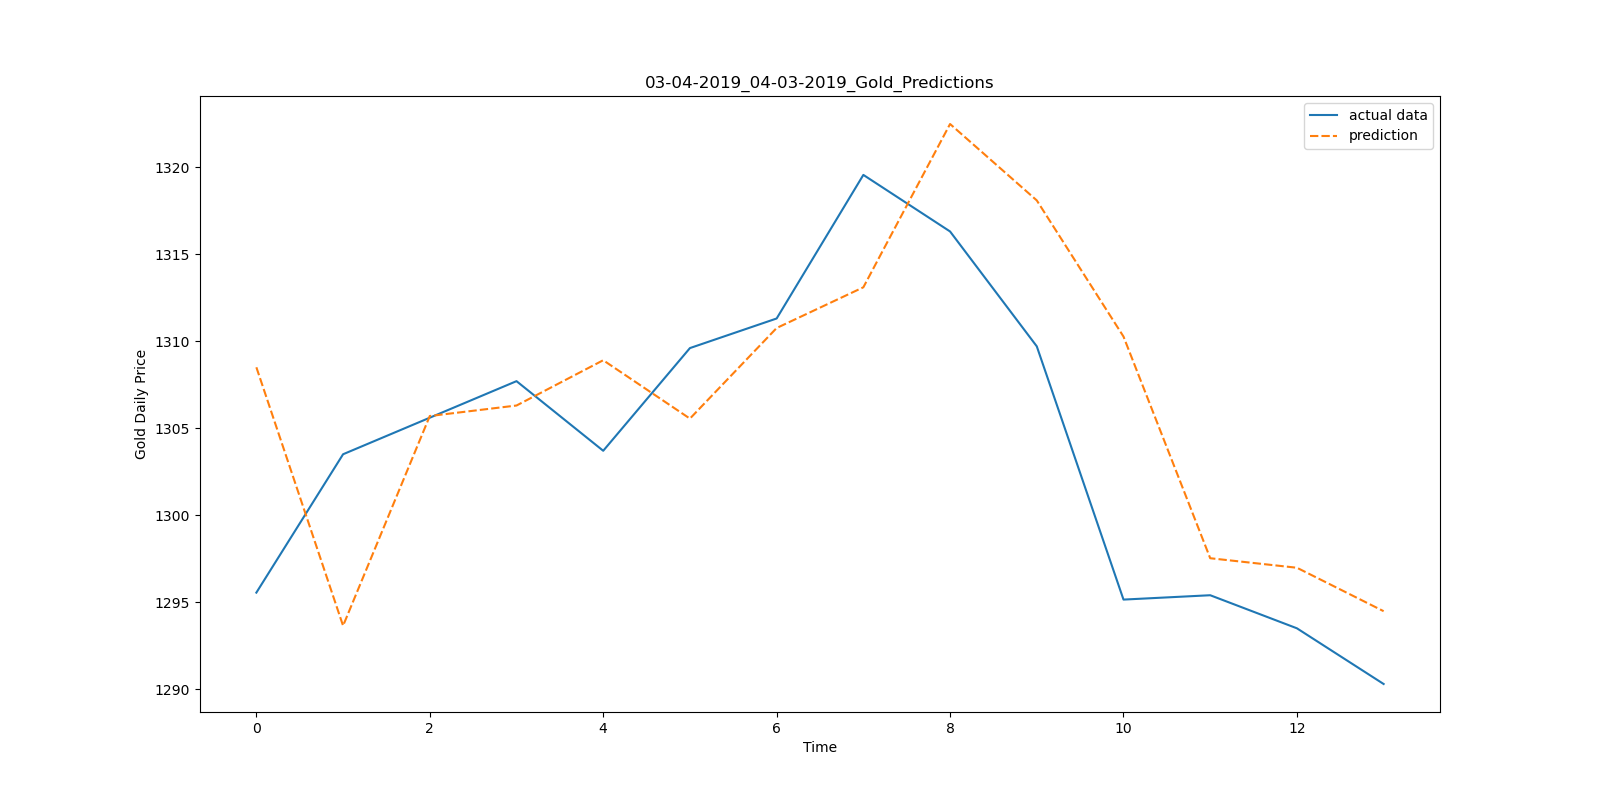 03-04-2019_04-03-2019_Gold_Predictions
actual data
prediction
1320
1315
1310
1305
1300
1295
1290
Gold Daily Price
0 2 4 6 8 10 12
Time